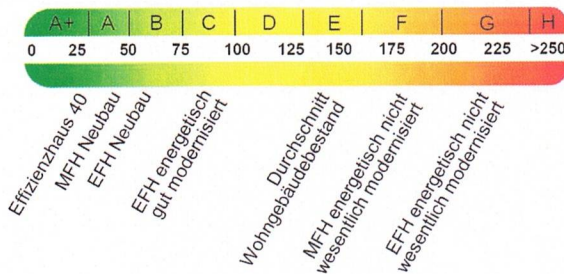 A+ A B C D E F G H
0 25 50 75 100 125 150 175 200 225 >250
Effizienzhaus 40
MFH Neubau
EFH Neubau
EFH energetisch
gut modernisiert
Durchschnitt
Wohngebäudebestand
MFH energetisch nicht
wesentlich modernisiert
EFH energetisch nicht
wesentlich modernisiert